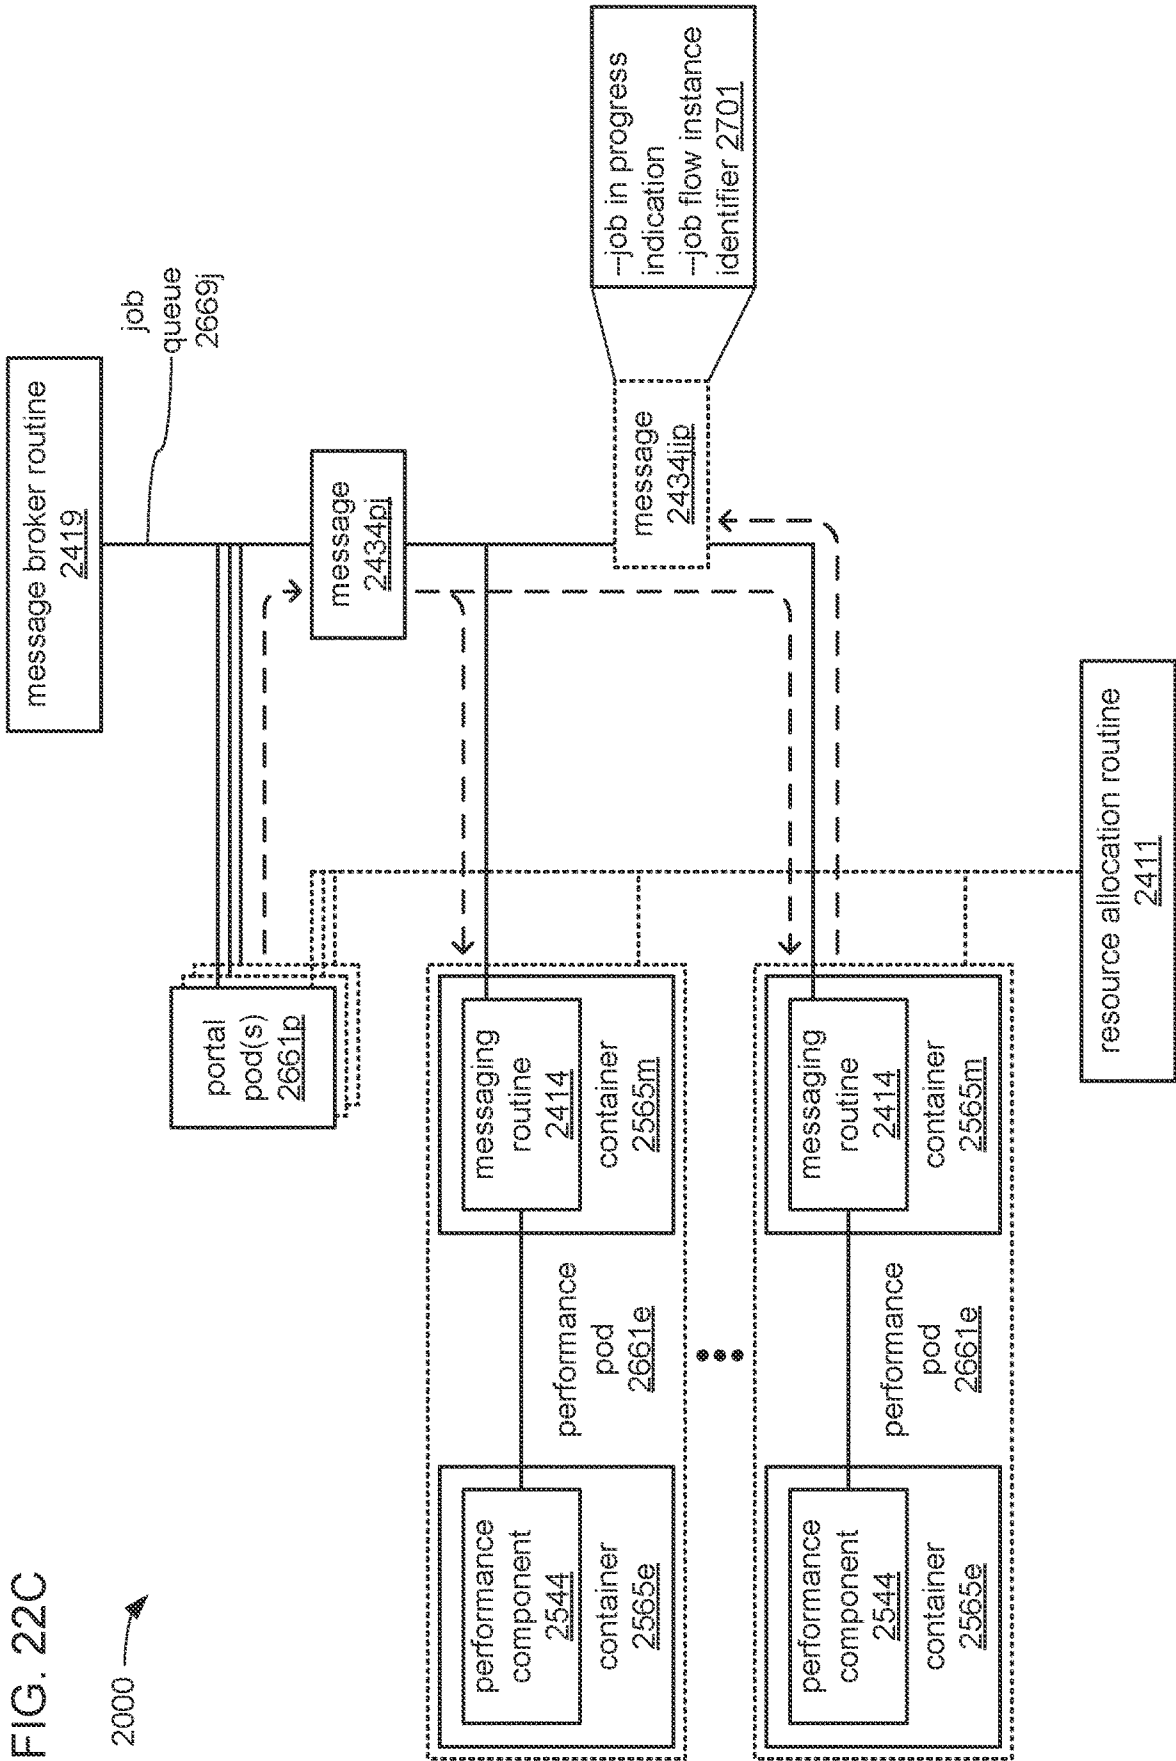 FIG. 22C
2000
message broker routine
2419
job
queue
2669j
portal
pod(s)
2661p
message
2434pj
message
2434jip
--job in progress
indication
--job flow instance
identifier 2701
performance
component
2544
container
2565e
performance
pod
2661e
messaging
routine
2414
container
2565m
performance
component
2544
container
2565e
performance
pod
2661e
messaging
routine
2414
container
2565m
resource allocation routine
2411